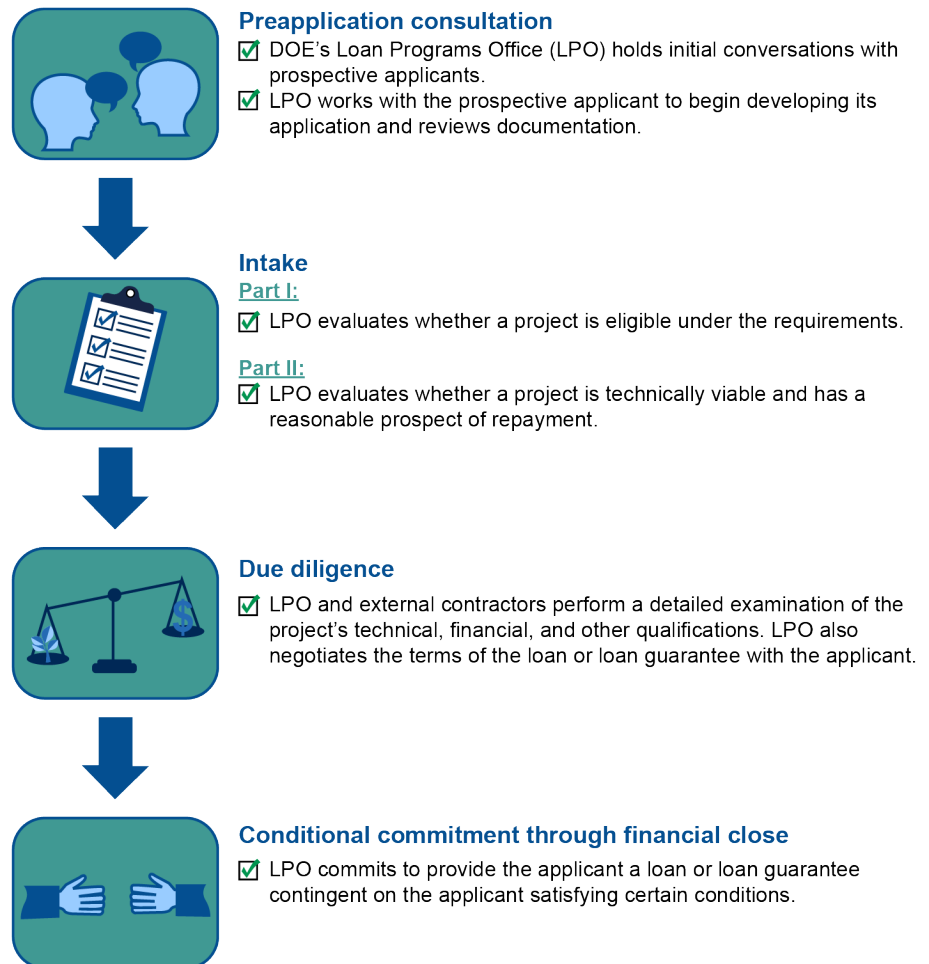 Preapplication consultation
DOE's Loan Programs Office (LPO) holds initial conversations with
prospective applicants.
LPO works with the prospective applicant to begin developing its
application and reviews documentation.
Intake
Part I:
LPO evaluates whether a project is eligible under the requirements.
Part II:
LPO evaluates whether a project is technically viable and has a
reasonable prospect of repayment.
Due diligence
LPO and external contractors perform a detailed examination of the
project's technical, financial, and other qualifications. LPO also
negotiates the terms of the loan or loan guarantee with the applicant.
$
Conditional commitment through financial close
LPO commits to provide the applicant a loan or loan guarantee
contingent on the applicant satisfying certain conditions.